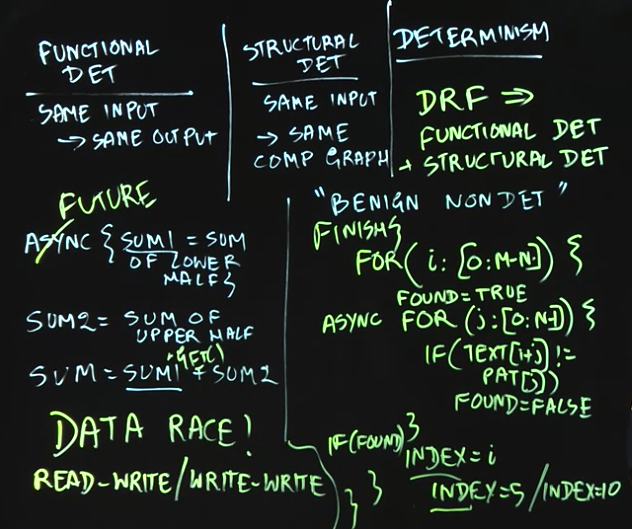 FUNCTIONAL
DET
SAME INPUT
→ SAME OUTPUT
STRUCTURAL
DET
SAME INPUT
→ SAME
COMP GRAPH
DETERMINISM
DRF ⇒
FUNCTIONAL DET
+ STRUCTURAL DET
FUTURE
ASYNC { SUM1 = SUM
OF LOWER
HALF }
SUM2 = SUM OF
UPPER HALF
SUM = SUM1 .GET() + SUM2
DATA RACE!
READ-WRITE/WRITE-WRITE
"BENIGN NONDET"
FINISH {
FOR (i: [0:M-N]) {
FOUND=TRUE
ASYNC FOR (j: [0:N-1]) {
IF (TEXT[i+j] !=
PAT[j])
FOUND=FALSE
}
IF(FOUND)
INDEX=i
} }
INDEX=5 / INDEX=10